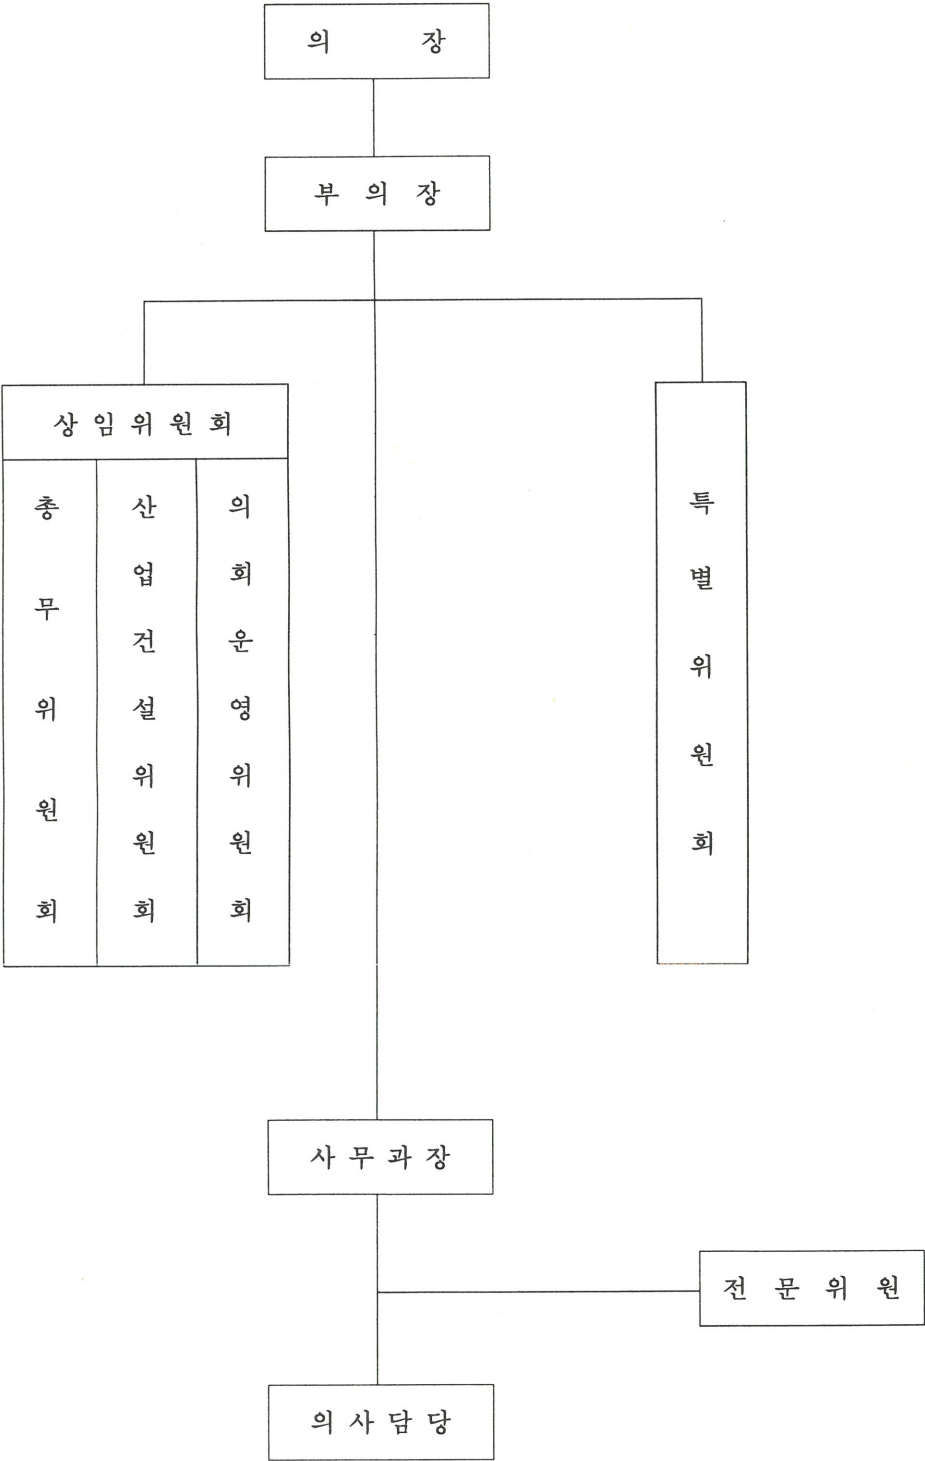 의 장
부 의 장
상 임 위 원 회
총무위원회
산업건설위원회
의회운영위원회
특별위원회
사 무 과 장
전 문 위 원
의 사 담 당